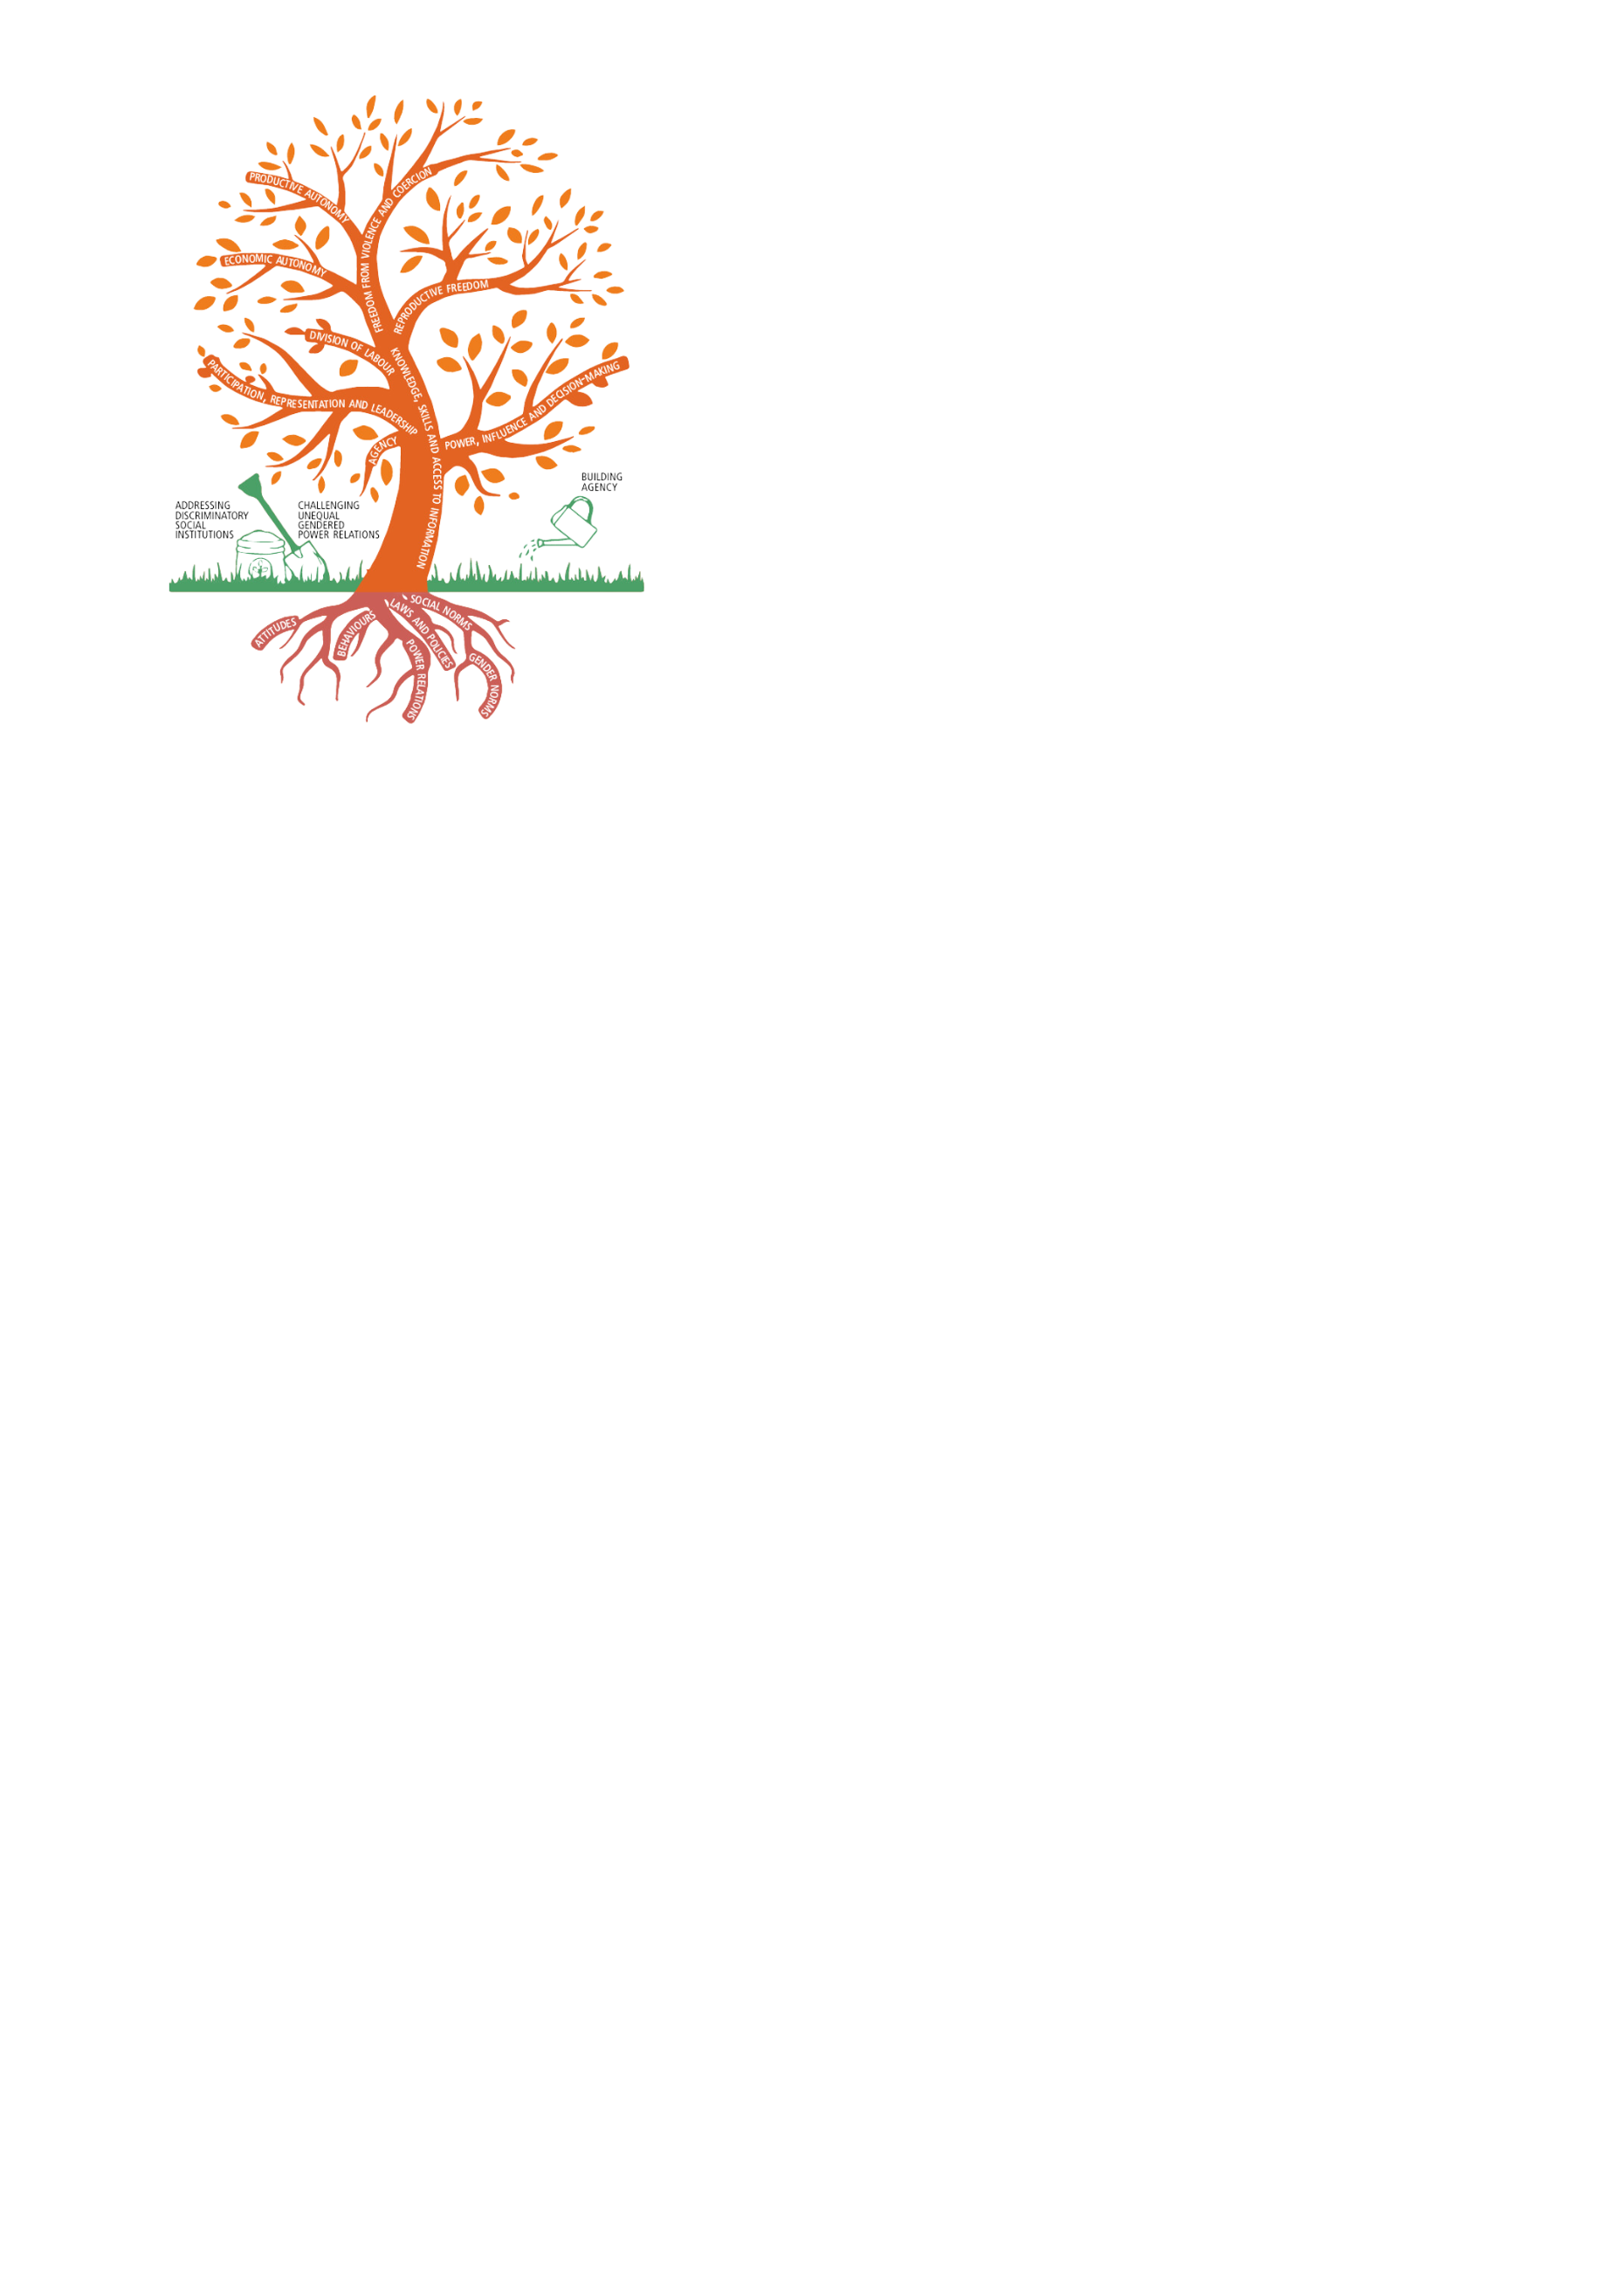 PRODUCTIVE AUTONOMY
FREEDOM FROM VIOLENCE AND COERCION
ECONOMIC AUTONOMY
REPRODUCTIVE FREEDOM
DIVISION OF LABOUR
KNOWLEDGE, SKILLS AND ACCESS TO INFORMATION
PARTICIPATION, REPRESENTATION AND LEADERSHIP
POWER, INFLUENCE AND DECISION-MAKING
AGENCY
BUILDING
AGENCY
ADDRESSING
DISCRIMINATORY
SOCIAL
INSTITUTIONS
CHALLENGING
UNEQUAL
GENDERED
POWER RELATIONS
ATTITUDES
BEHAVIOURS
LAWS AND POLICIES
SOCIAL NORMS
POWER RELATIONS
GENDER NORMS